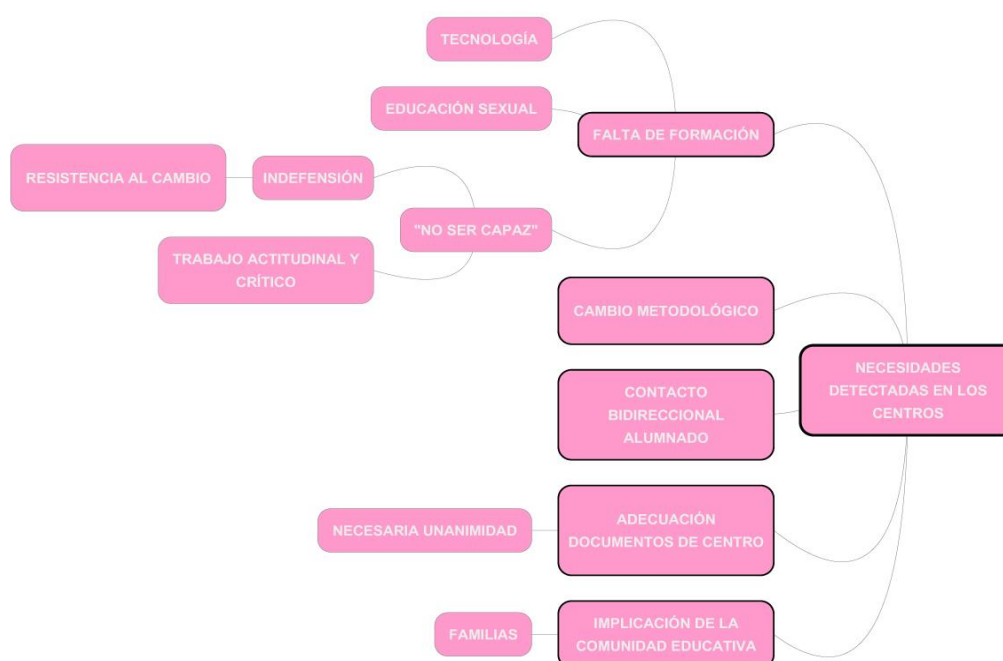 TECNOLOGÍA
EDUCACIÓN SEXUAL
FALTA DE FORMACIÓN
RESISTENCIA AL CAMBIO
INDEFENSIÓN
"NO SER CAPAZ"
TRABAJO ACTITUDINAL Y
CRÍTICO
CAMBIO METODOLÓGICO
NECESIDADES
DETECTADAS EN LOS
CENTROS
CONTACTO
BIDIRECCIONAL
ALUMNADO
NECESARIA UNANIMIDAD
ADECUACIÓN
DOCUMENTOS DE CENTRO
FAMILIAS
IMPLICACIÓN DE LA
COMUNIDAD EDUCATIVA